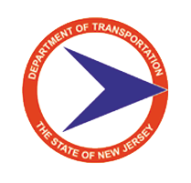 DEPARTMENT OF TRANSPORTATION
THE STATE OF NEW JERSEY